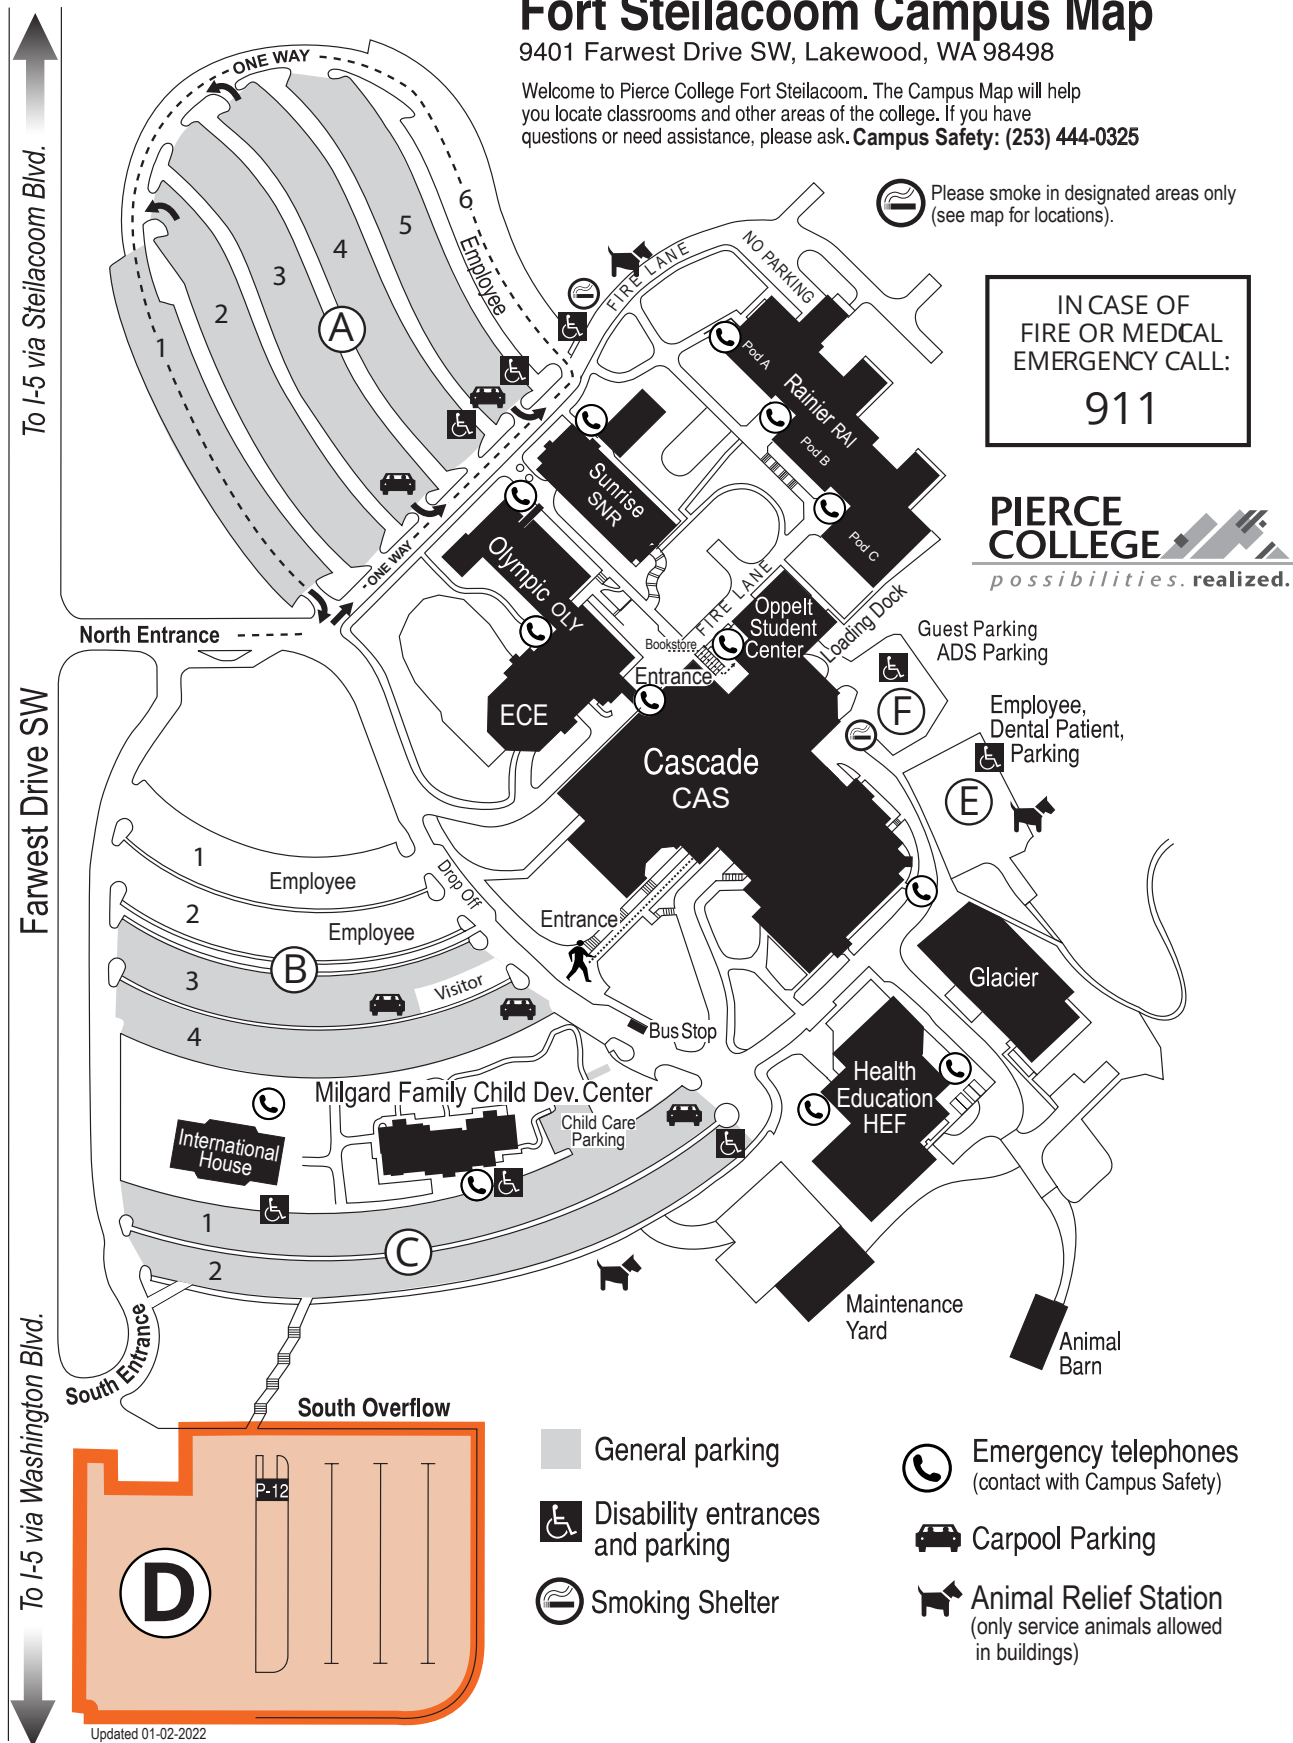 Fort Steilacoom Campus Map
9401 Farwest Drive SW, Lakewood, WA 98498
Welcome to Pierce College Fort Steilacoom. The Campus Map will help
you locate classrooms and other areas of the college. If you have
questions or need assistance, please ask. Campus Safety: (253) 444-0325
Please smoke in designated areas only
(see map for locations).
IN CASE OF
FIRE OR MEDCAL
EMERGENCY CALL:
911
PIERCE
COLLEGE
possibilities. realized.
To I-5 via Steilacoom Blvd.
Farwest Drive SW
To I-5 via Washington Blvd.
ONE WAY
6
Employee
5
4
3
2
1
A
ONE WAY
FIRE LANE
NO PARKING
Pod A
Rainier RAI
Pod B
Pod C
Sunrise
SNR
Olympic OLY
ECE
FIRE LANE
Oppelt
Student
Center
Bookstore
Entrance
Loading Dock
Guest Parking
ADS Parking
F
Employee,
Dental Patient,
Parking
E
North Entrance
Cascade
CAS
1
Employee
2
Employee
B
3
Visitor
4
Drop Off
Entrance
Bus Stop
Glacier
Health
Education
HEF
Milgard Family Child Dev. Center
Child Care
Parking
International
House
1
C
2
Maintenance
Yard
Animal
Barn
South Entrance
South Overflow
P-12
D
General parking
Disability entrances
and parking
Smoking Shelter
Emergency telephones
(contact with Campus Safety)
Carpool Parking
Animal Relief Station
(only service animals allowed
in buildings)
Updated 01-02-2022